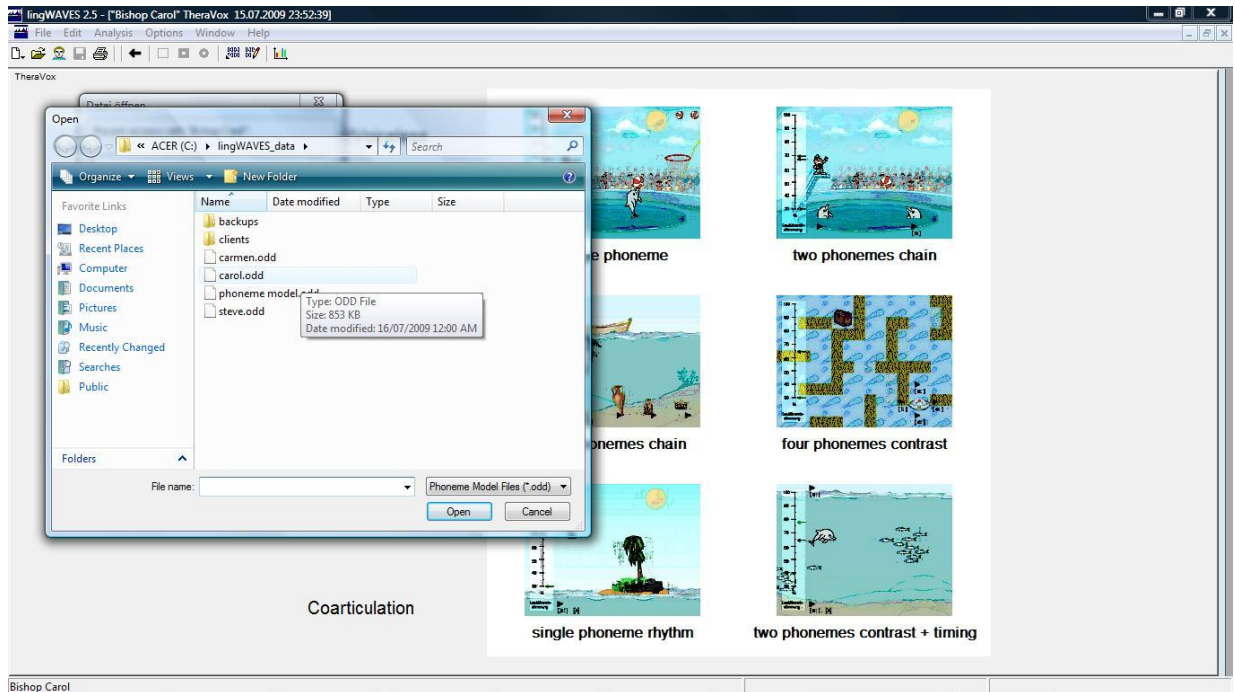 lingWAVES 2.5 - ["Bishop Carol" TheraVox 15.07.2009 23:52:39]
File Edit Analysis Options Window Help
TheraVox
Datei öffnen
Open
« ACER (C:) lingWAVES_data
Search
Organize Views New Folder
Favorite Links
Desktop
Recent Places
Computer
Documents
Pictures
Music
Recently Changed
Searches
Public
Folders
Name Date modified Type Size
backups
clients
carmen.odd
carol.odd
phoneme model.odd
steve.odd
Type: ODD File
Size: 853 KB
Date modified: 16/07/2009 12:00 AM
File name:
Phoneme Model Files (*.odd)
Open Cancel
e phoneme
two phonemes chain
onemes chain
four phonemes contrast
Coarticulation
single phoneme rhythm
two phonemes contrast + timing
Bishop Carol